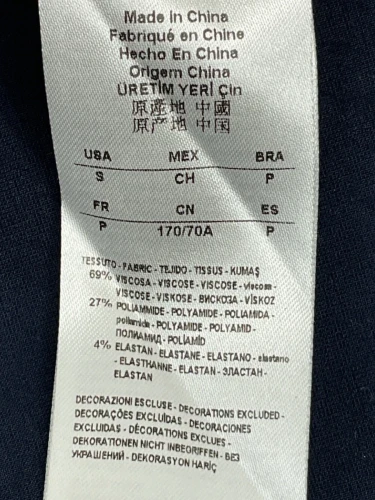 Made in China
Fabriqué en Chine
Hecho En China
Origem China
ÜRETİM YERİ Çin
原產地 中國
原产地 中国
USA MEX BRA
S CH P
FR CN ES
P 170/70A P
TESSUTO - FABRIC - TEJIDO - TISSUS - KUMAŞ
69% VISCOSA - VISCOSE - VISCOSE - viscom -
VISCOSE - VISKOSE - ВИСКОЗА - VİSKOZ
27% POLIAMMIDE - POLYAMIDE - POLIAMIDA -
poliamida - POLYAMIDE - POLYAMID -
ПОЛИАМИД - POLİAMİD
4% ELASTAN - ELASTANE - ELASTANO - elastano
- ELASTHANNE - ELASTAN - ЭЛАСТАН -
ELASTAN
DECORAZIONI ESCLUSE - DECORATIONS EXCLUDED -
DECORAÇÕES EXCLUÍDAS - DECORACIONES
EXCLUIDAS - DÉCORATIONS EXCLUES -
DEKORATIONEN NICHT INBEGRIFFEN - БЕЗ
УКРАШЕНИЙ - DEKORASYON HARİÇ